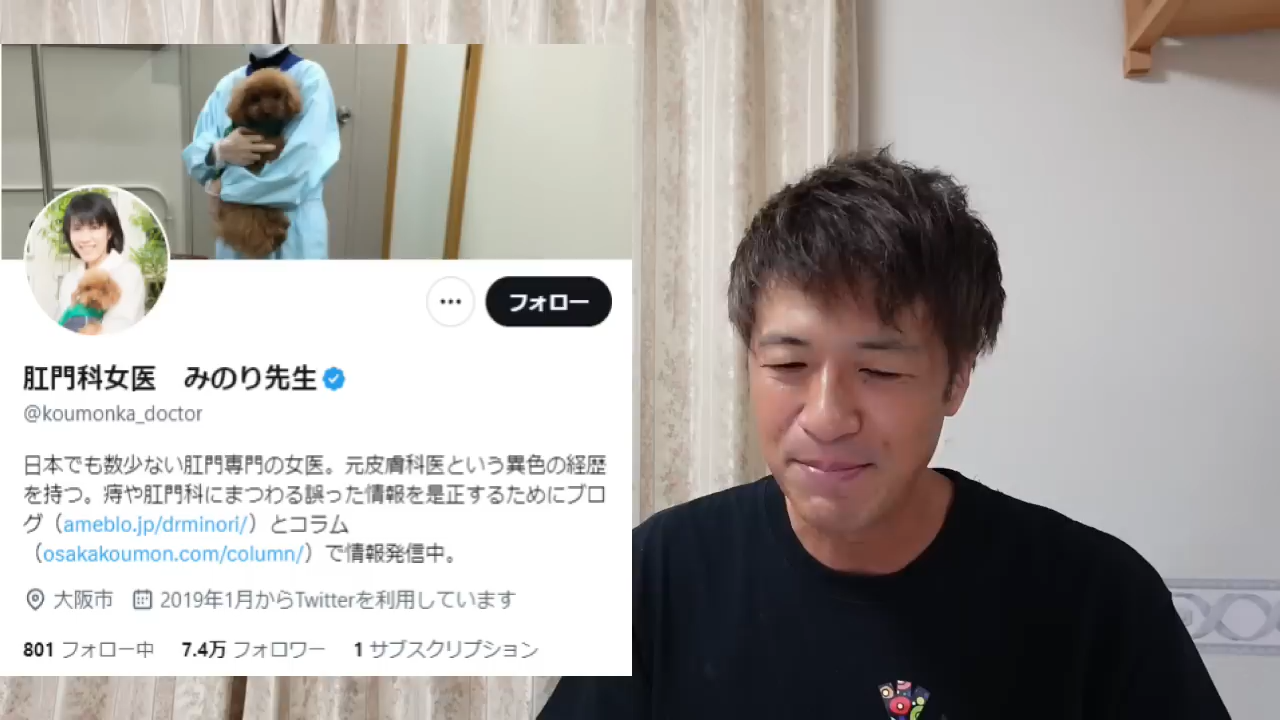 フォロー
肛門科女医　みのり先生
@koumonka_doctor
日本でも数少ない肛門専門の女医。元皮膚科医という異色の経歴
を持つ。痔や肛門科にまつわる誤った情報を是正するためにブロ
グ（ameblo.jp/drminori/）とコラム
（osakakoumon.com/column/）で情報発信中。
大阪市 2019年1月からTwitterを利用しています
801 フォロー中 7.4万 フォロワー 1 サブスクリプション